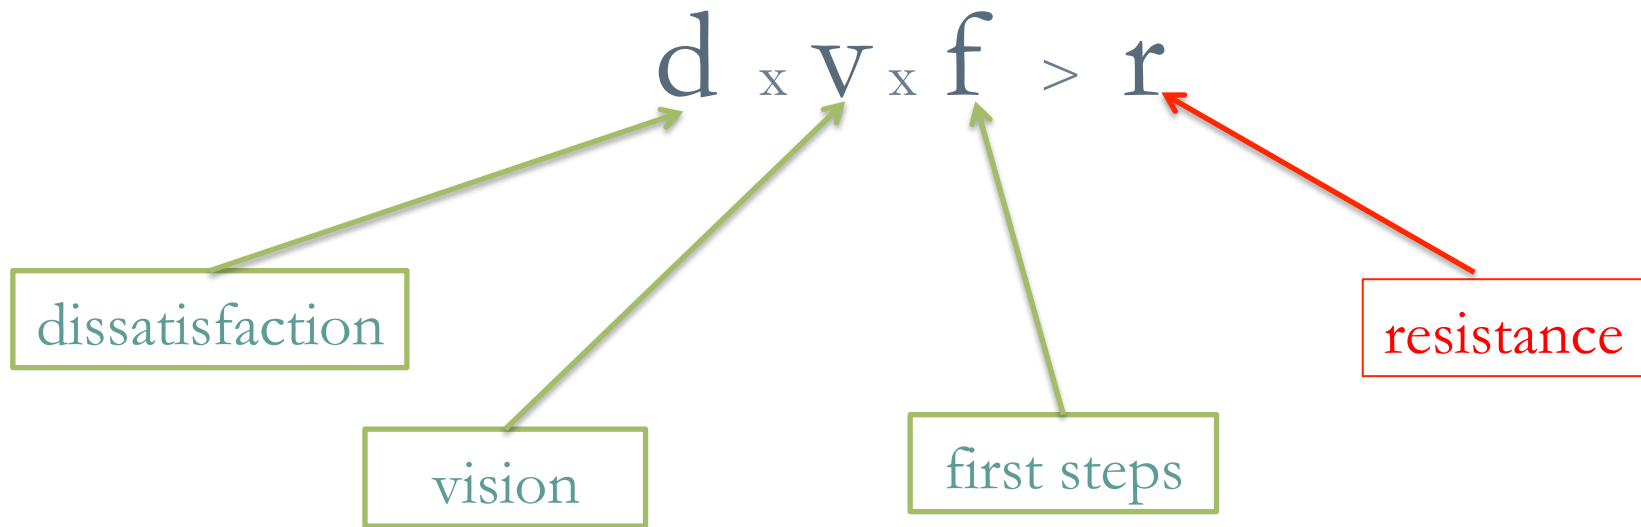 d x v x f > r
dissatisfaction
resistance
vision
first steps